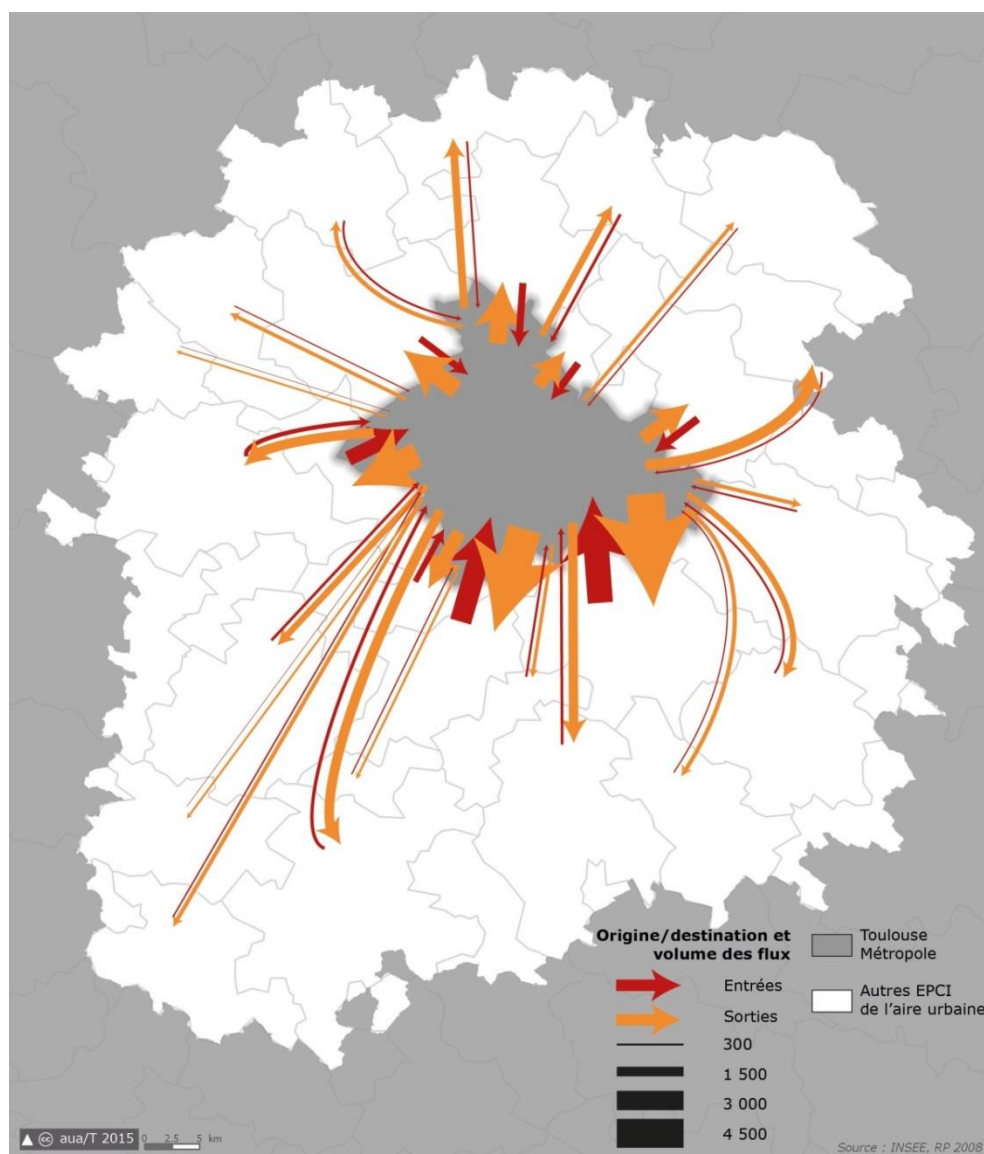 Origine/destination et
volume des flux
Entrées
Sorties
300
1 500
3 000
4 500
Toulouse
Métropole
Autres EPCI
de l'aire urbaine
cc aua/T 2015
0 2,5 5 km
Source : INSEE, RP 2008